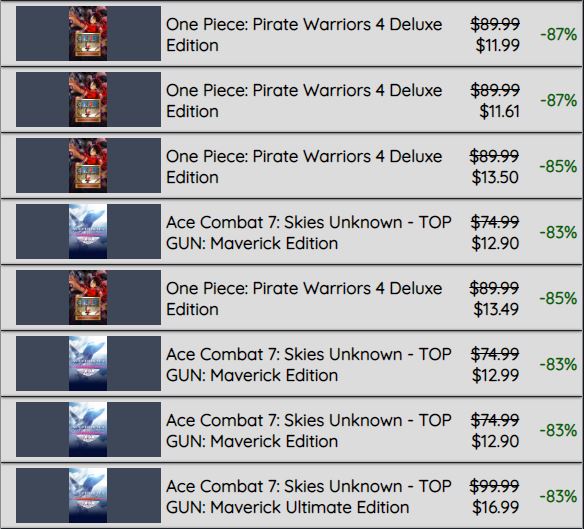 One Piece: Pirate Warriors 4 Deluxe
Edition
$89.99
$11.99
-87%
One Piece: Pirate Warriors 4 Deluxe
Edition
$89.99
$11.61
-87%
One Piece: Pirate Warriors 4 Deluxe
Edition
$89.99
$13.50
-85%
Ace Combat 7: Skies Unknown - TOP
GUN: Maverick Edition
$74.99
$12.90
-83%
One Piece: Pirate Warriors 4 Deluxe
Edition
$89.99
$13.49
-85%
Ace Combat 7: Skies Unknown - TOP
GUN: Maverick Edition
$74.99
$12.99
-83%
Ace Combat 7: Skies Unknown - TOP
GUN: Maverick Edition
$74.99
$12.90
-83%
Ace Combat 7: Skies Unknown - TOP
GUN: Maverick Ultimate Edition
$99.99
$16.99
-83%